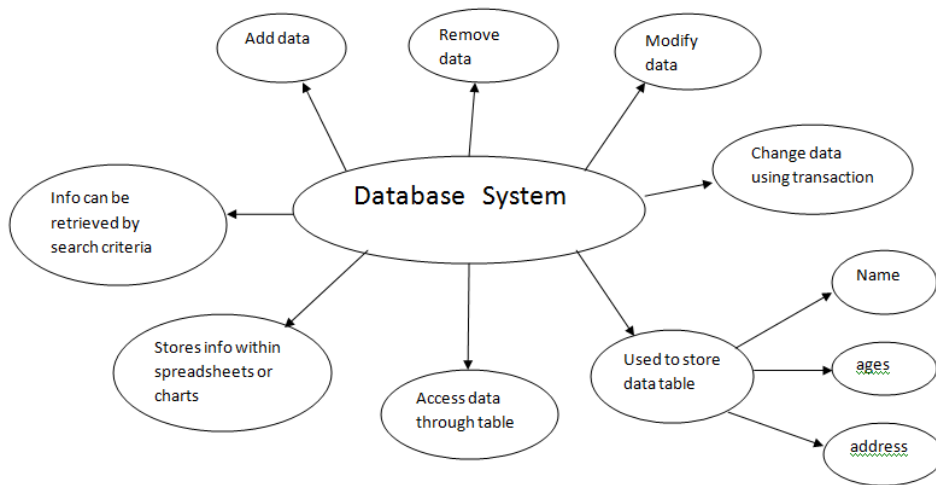 Add data
Remove
data
Modify
data
Database System
Change data
using transaction
Info can be
retrieved by
search criteria
Name
Stores info within
spreadsheets or
charts
Used to store
data table
ages
Access data
through table
address